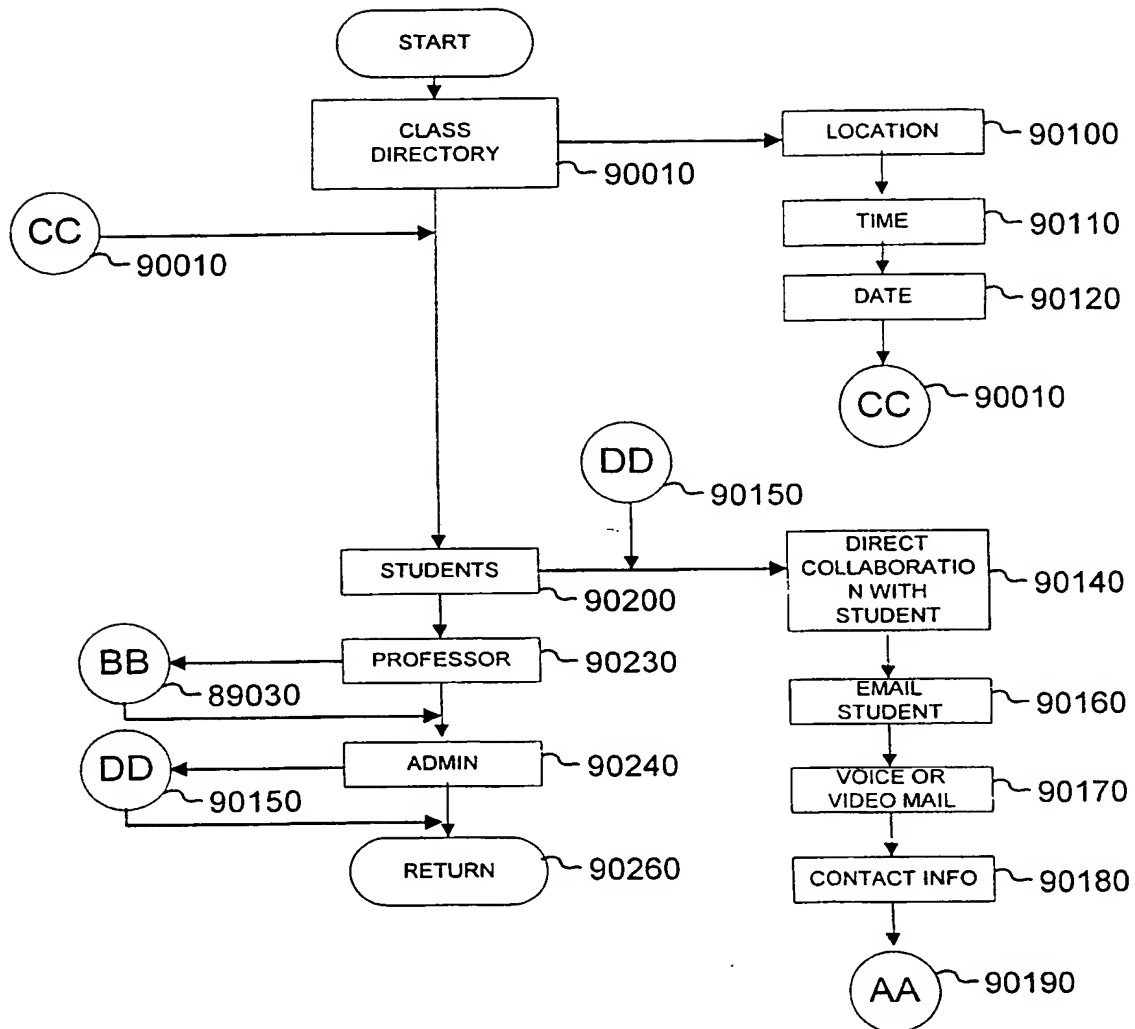 START
CLASS
DIRECTORY
90010
LOCATION
90100
CC
90010
TIME
90110
DATE
90120
CC
90010
DD
90150
STUDENTS
90200
DIRECT
COLLABORATIO
N WITH
STUDENT
90140
BB
89030
PROFESSOR
90230
EMAIL
STUDENT
90160
DD
90150
ADMIN
90240
VOICE OR
VIDEO MAIL
90170
RETURN
90260
CONTACT INFO
90180
AA
90190